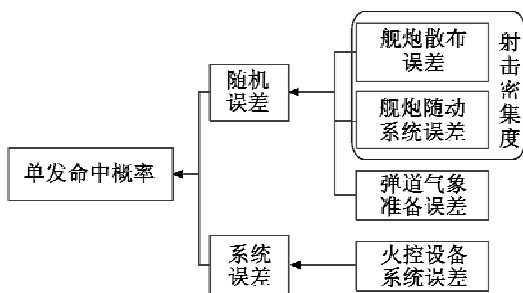 舰炮散布
误差
射击密集度
随机
误差
舰炮随动
系统误差
单发命中概率
弹道气象
准备误差
系统
误差
火控设备
系统误差